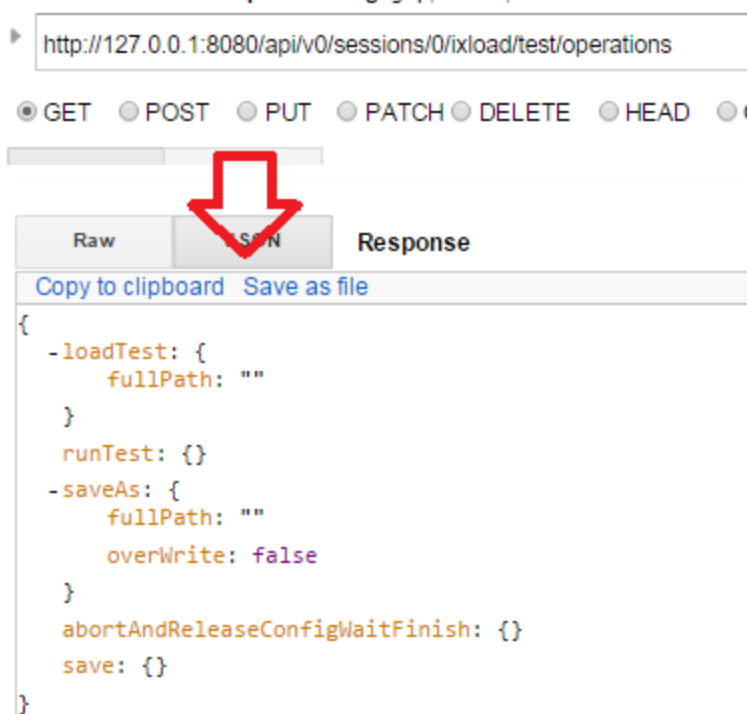 http://127.0.0.1:8080/api/v0/sessions/0/ixload/test/operations
GET POST PUT PATCH DELETE HEAD
Raw JSON Response
Copy to clipboard Save as file
{
-loadTest: {
fullPath: ""
}
runTest: {}
-saveAs: {
fullPath: ""
overWrite: false
}
abortAndReleaseConfigWaitFinish: {}
save: {}
}